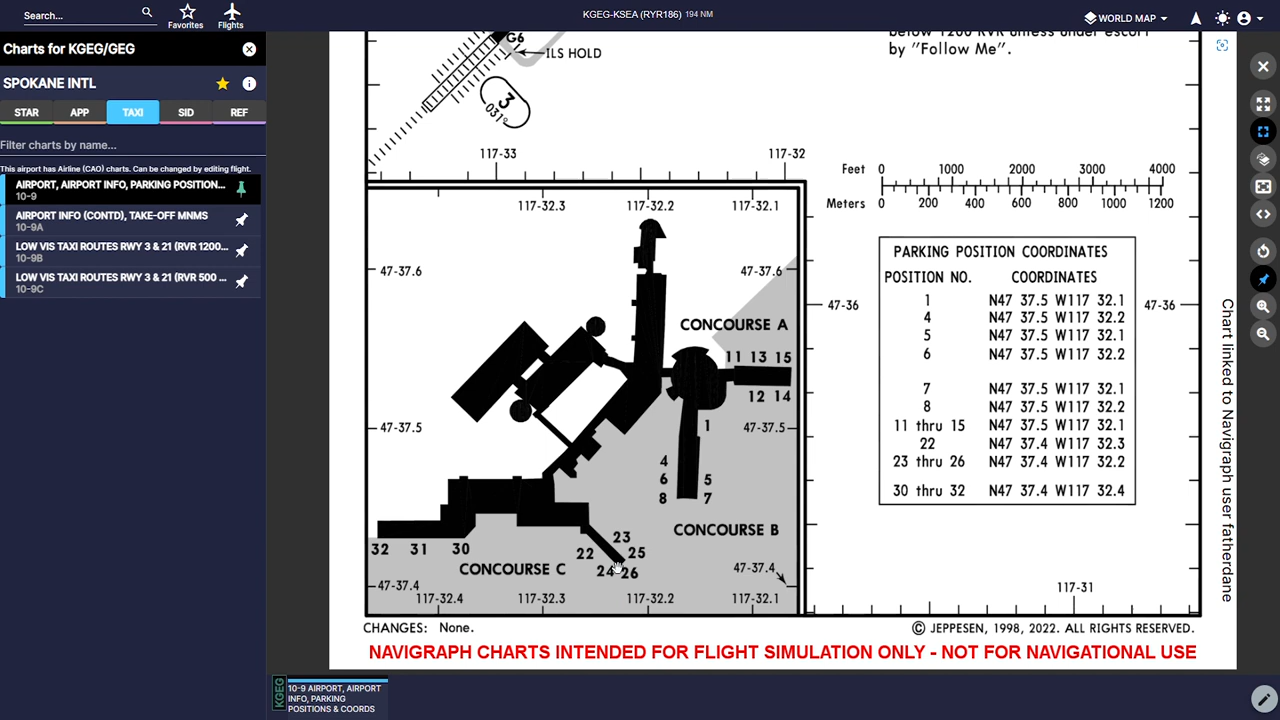 Search...
Favorites
Flights
KGEG-KSEA (RYR186) 194 NM
WORLD MAP
Charts for KGEG/GEG
SPOKANE INTL
STAR APP TAXI SID REF
Filter charts by name...
This airport has Airline (CAO) charts. Can be changed by editing flight.
AIRPORT, AIRPORT INFO, PARKING POSITION...
10-9
AIRPORT INFO (CONTD), TAKE-OFF MNMS
10-9A
LOW VIS TAXI ROUTES RWY 3 & 21 (RVR 1200...
10-9B
LOW VIS TAXI ROUTES RWY 3 & 21 (RVR 500 ...
10-9C
G6
ILS HOLD
3
031°
below 1200 RVR unless under escort
by "Follow Me".
117-33 117-32
Feet 0 1000 2000 3000 4000
Meters 0 200 400 600 800 1000 1200
117-32.3 117-32.2 117-32.1
47-37.6 47-37.6
CONCOURSE A
11 13 15
12 14
47-37.5 1 47-37.5
4
6 5
8 7
CONCOURSE B
32 31 30
23
22 25
24 26
CONCOURSE C
47-37.4
47-37.4
117-32.4 117-32.3 117-32.2 117-32.1
PARKING POSITION COORDINATES
POSITION NO. COORDINATES
1 N47 37.5 W117 32.1
4 N47 37.5 W117 32.2
5 N47 37.5 W117 32.1
6 N47 37.5 W117 32.2
7 N47 37.5 W117 32.1
8 N47 37.5 W117 32.2
11 thru 15 N47 37.5 W117 32.1
22 N47 37.4 W117 32.3
23 thru 26 N47 37.4 W117 32.2
30 thru 32 N47 37.4 W117 32.4
47-36 47-36
117-31
Chart linked to Navigraph user fatherdane
CHANGES: None.
© JEPPESEN, 1998, 2022. ALL RIGHTS RESERVED.
NAVIGRAPH CHARTS INTENDED FOR FLIGHT SIMULATION ONLY - NOT FOR NAVIGATIONAL USE
KGEG
10-9 AIRPORT, AIRPORT
INFO, PARKING
POSITIONS & COORDS